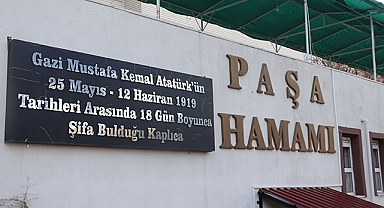 Gazi Mustafa Kemal Atatürk'ün
25 Mayıs - 12 Haziran 1919
Tarihleri Arasında 18 Gün Boyunca
Şifa Bulduğu Kaplıca
PAŞA
HAMAMI